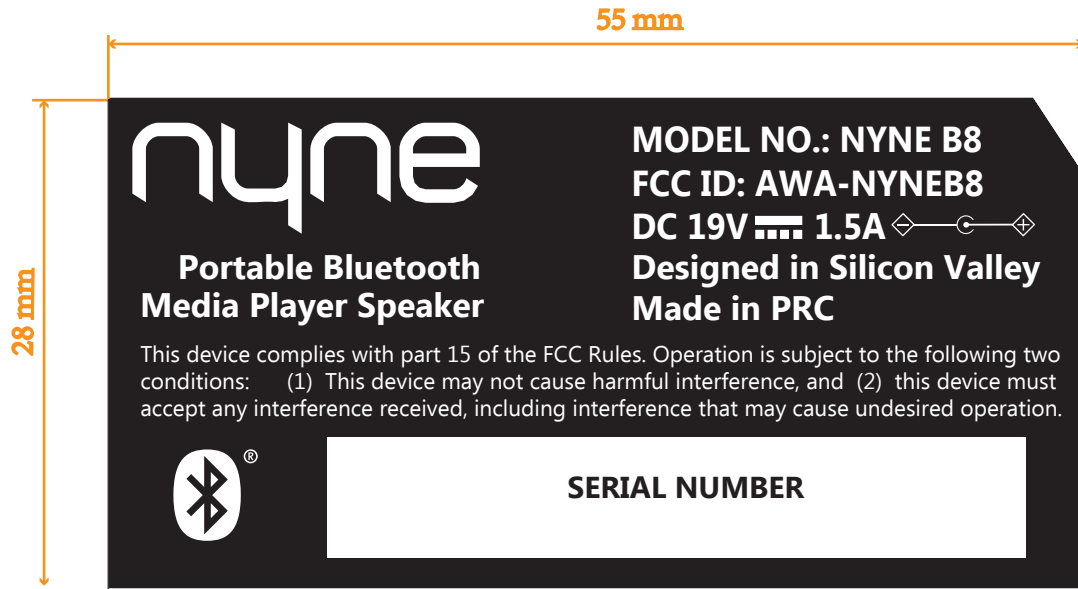 55 mm
28 mm
nyne
Portable Bluetooth
Media Player Speaker
MODEL NO.: NYNE B8
FCC ID: AWA-NYNEB8
DC 19V 1.5A
Designed in Silicon Valley
Made in PRC
This device complies with part 15 of the FCC Rules. Operation is subject to the following two
conditions: (1) This device may not cause harmful interference, and (2) this device must
accept any interference received, including interference that may cause undesired operation.
®
SERIAL NUMBER